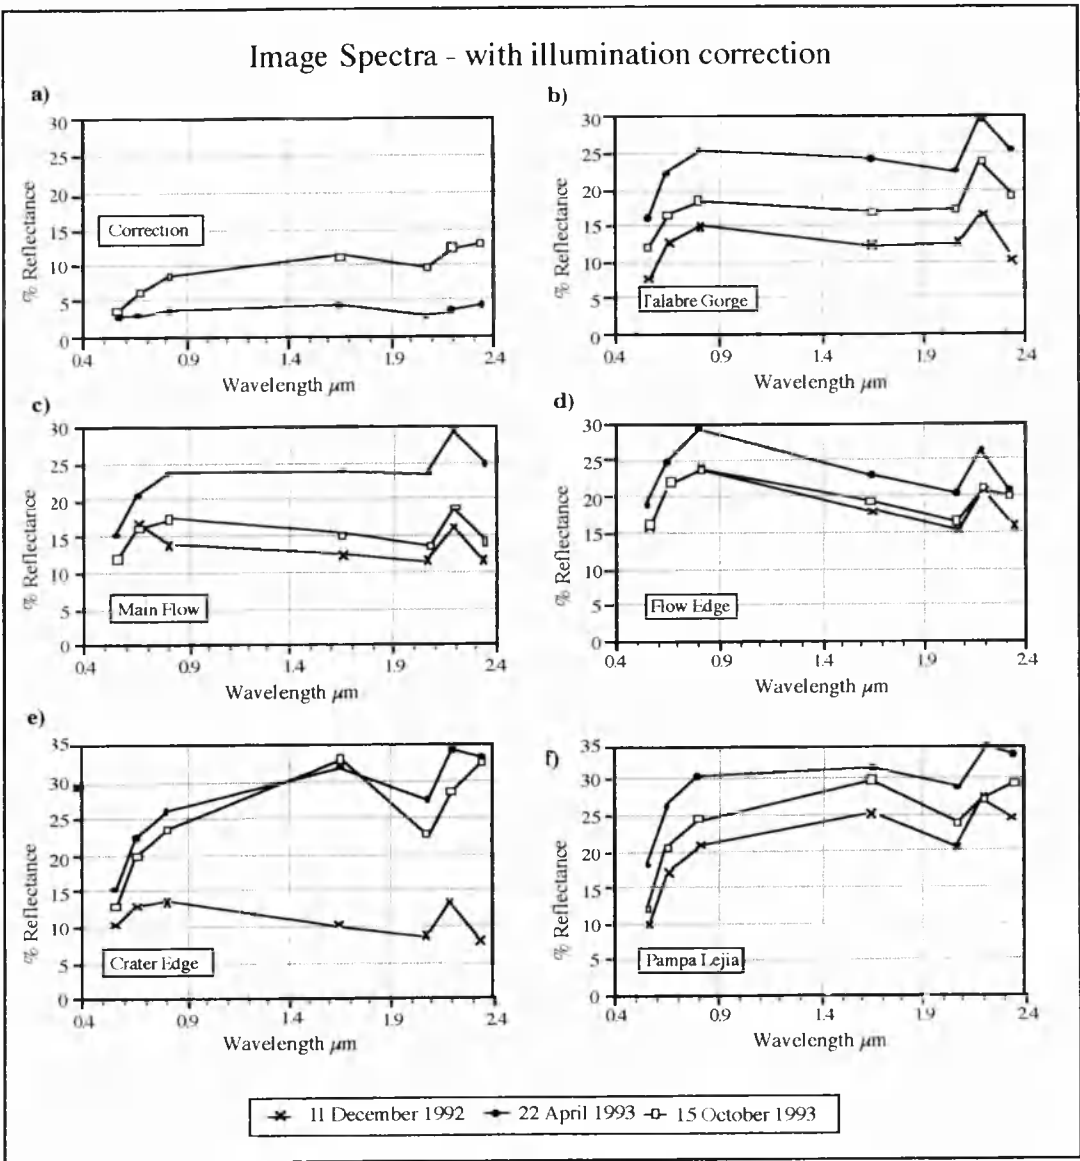 Image Spectra - with illumination correction
a)
30
25
20
15
10
5
0
% Reflectance
Correction
0.4 0.9 1.4 1.9 2.4
Wavelength μm
b)
30
25
20
15
10
5
0
% Reflectance
Talabre Gorge
0.4 0.9 1.4 1.9 2.4
Wavelength μm
c)
30
25
20
15
10
5
0
% Reflectance
Main Flow
0.4 0.9 1.4 1.9 2.4
Wavelength μm
d)
30
25
20
15
10
5
0
% Reflectance
Flow Edge
0.4 0.9 1.4 1.9 2.4
Wavelength μm
e)
35
30
25
20
15
10
5
0
% Reflectance
Crater Edge
0.4 0.9 1.4 1.9 2.4
Wavelength μm
f)
35
30
25
20
15
10
5
0
% Reflectance
Pampa Lejia
0.4 0.9 1.4 1.9 2.4
Wavelength μm
11 December 1992 22 April 1993 15 October 1993